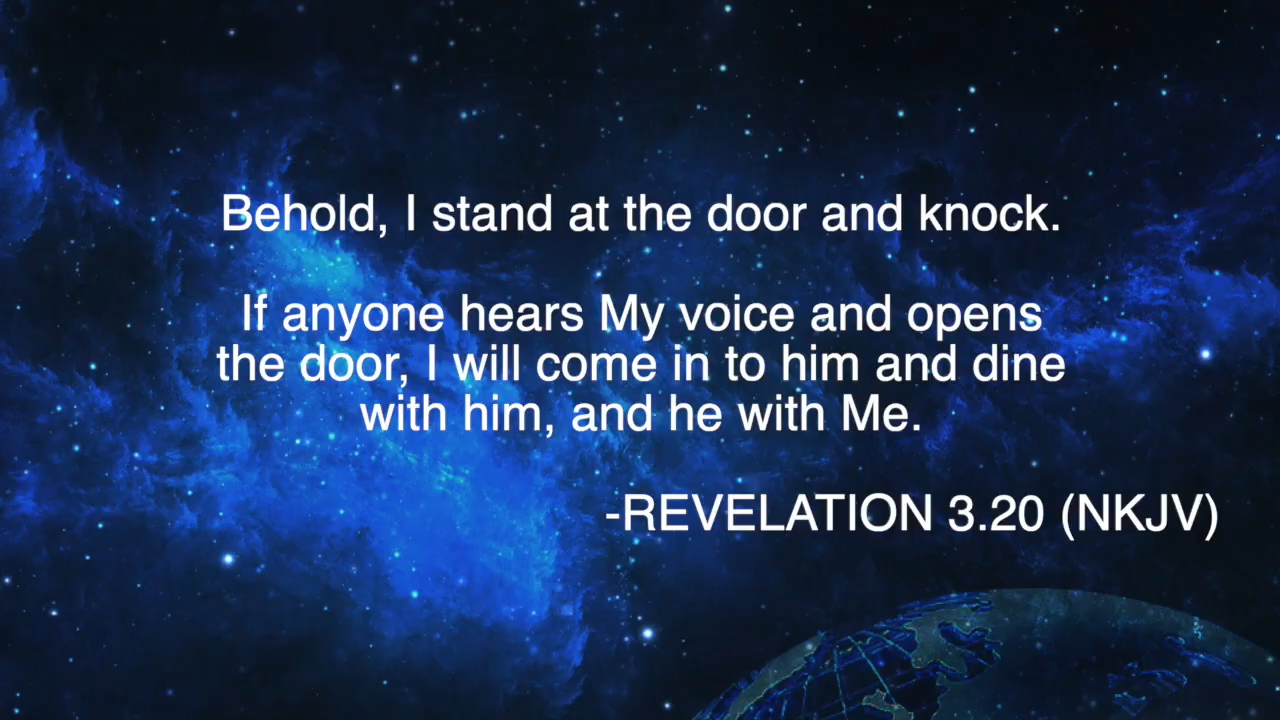 Behold, I stand at the door and knock.
If anyone hears My voice and opens
the door, I will come in to him and dine
with him, and he with Me.
-REVELATION 3.20 (NKJV)